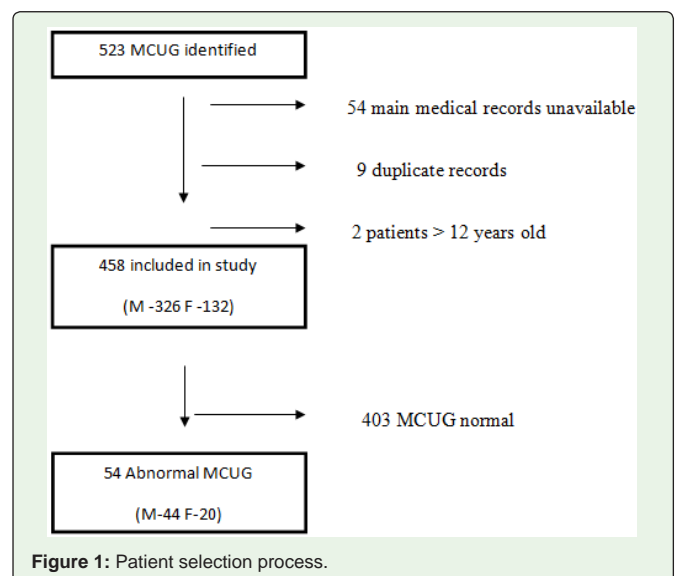 523 MCUG identified
54 main medical records unavailable
9 duplicate records
2 patients > 12 years old
458 included in study
(M -326 F -132)
403 MCUG normal
54 Abnormal MCUG
(M-44 F-20)
Figure 1: Patient selection process.